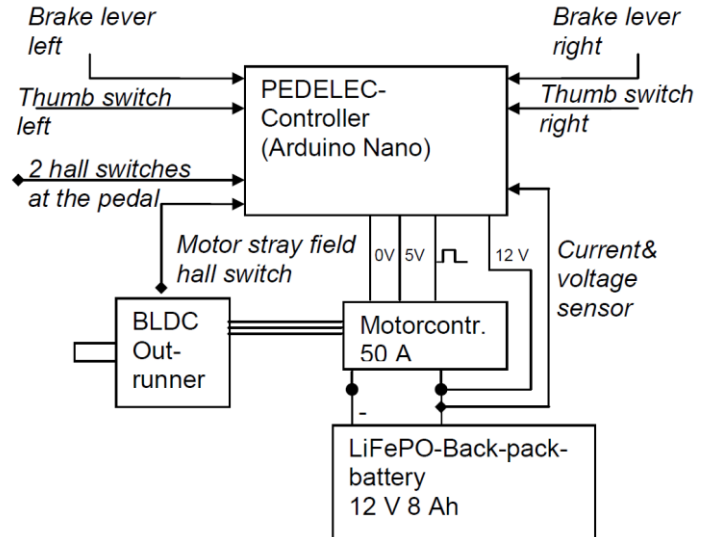 Brake lever
left
Brake lever
right
PEDELEC-
Controller
(Arduino Nano)
Thumb switch
left
Thumb switch
right
2 hall switches
at the pedal
Motor stray field
hall switch
0V
5V
12 V
Current&
voltage
sensor
BLDC
Out-
runner
Motorcontr.
50 A
-
LiFePO-Back-pack-
battery
12 V 8 Ah